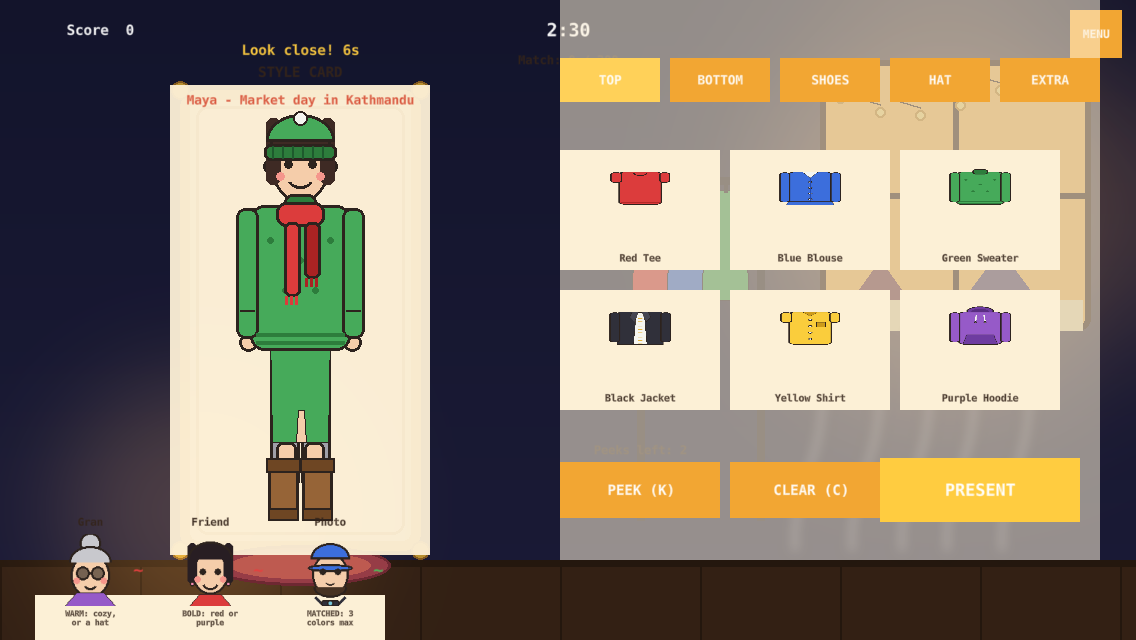 Score 0
2:30
MENU
Look close! 6s
Match:
STYLE CARD
TOP
BOTTOM
SHOES
HAT
EXTRA
Maya - Market day in Kathmandu
Red Tee
Blue Blouse
Green Sweater
Black Jacket
Yellow Shirt
Purple Hoodie
PEEK (K)
CLEAR (C)
PRESENT
Gran
Friend
Photo
WARM: cozy,
or a hat
BOLD: red or
purple
MATCHED: 3
colors max